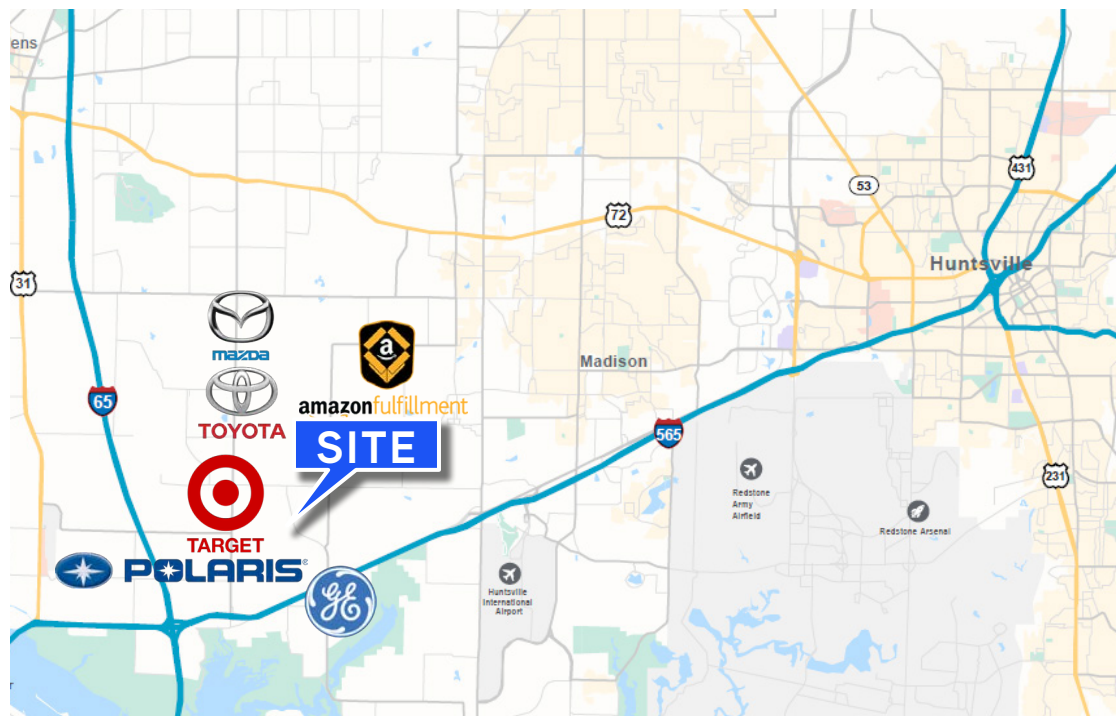 ens
431
53
72
Huntsville
31
mazda
Madison
a
amazonfulfillment
65
TOYOTA
SITE
565
231
Redstone
Army
Airfield
Redstone Arsenal
TARGET
POLARIS®
GE
Huntsville
International
Airport
r